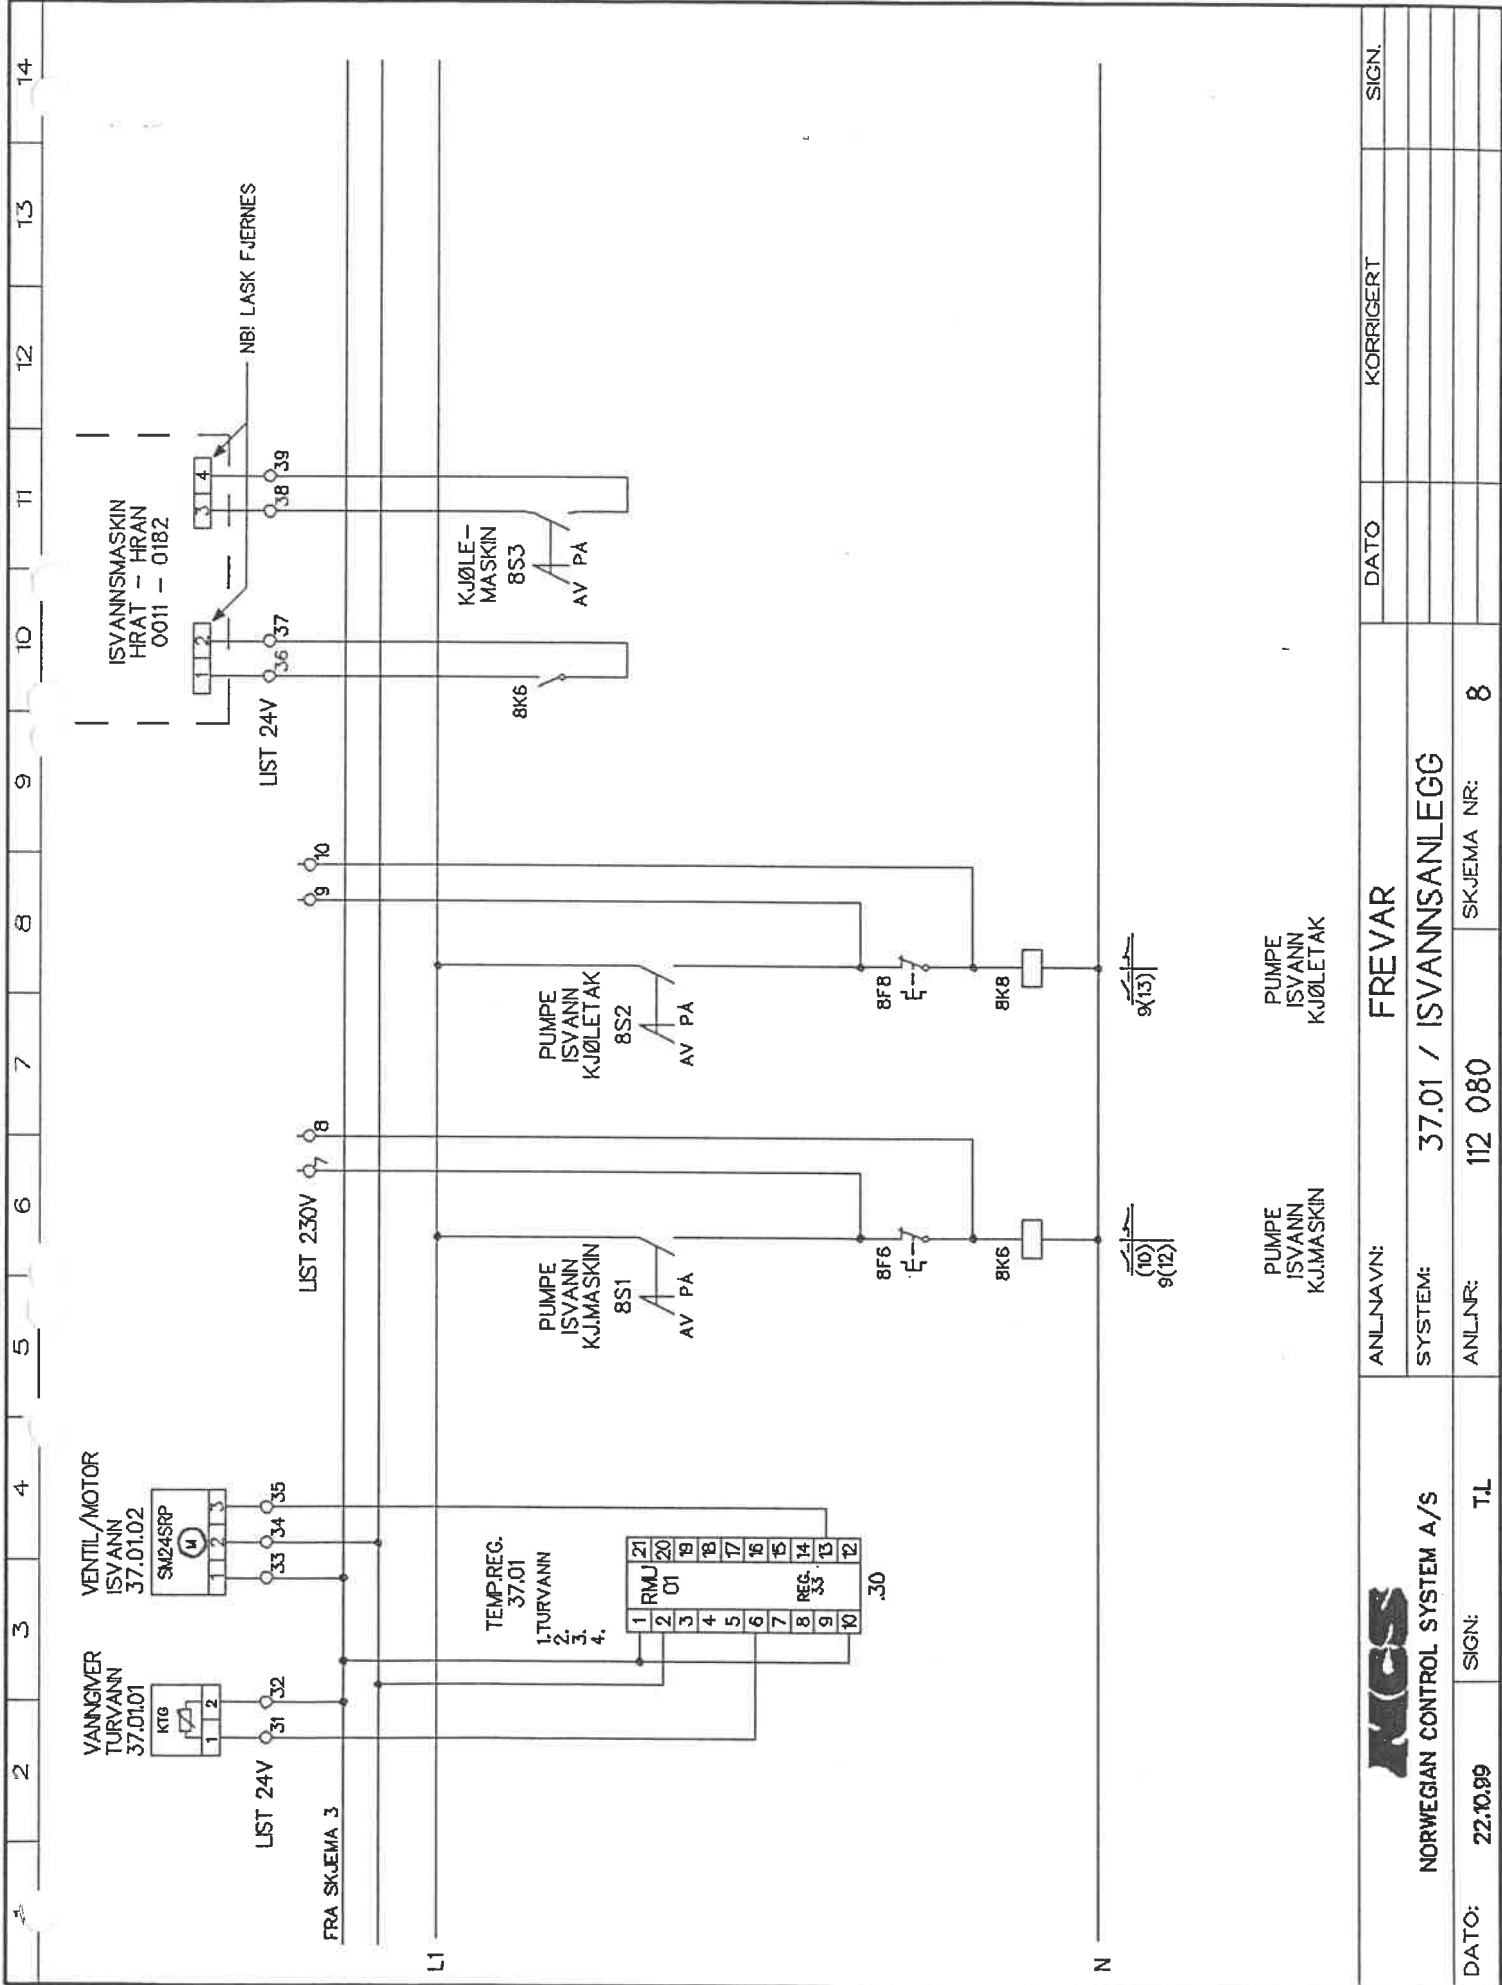 1 2 3 4 5 6 7 8 9 10 11 12 13 14
VANNGIVER
TURVANN
37.01.01
KTG
1 2
31 32
LIST 24V
VENTIL/MOTOR
ISVANN
37.01.02
SM24SRP
M
1 2 3
33 34 35
FRA SKJEMA 3
L1
N
TEMP.REG.
37.01
1.TURVANN
2.
3.
4.
RMU
01
1 2 3 4 5 6 7 8 9 10
21 20 19 18 17 16 15 14 13 12
REG.
33
.30
LIST 230V
7 8
PUMPE
ISVANN
KJ.MASKIN
8S1
AV PÅ
8F6
8K6
(10)
9(12)
PUMPE
ISVANN
KJ.MASKIN
9 10
PUMPE
ISVANN
KJØLETAK
8S2
AV PÅ
8F8
8K8
9(13)
PUMPE
ISVANN
KJØLETAK
ISVANNSMASKIN
HRAT - HRAN
0011 - 0182
1 2
3 4
LIST 24V
36 37
38 39
NB! LASK FJERNES
8K6
KJØLE-
MASKIN
8S3
AV PÅ
NCS
NORWEGIAN CONTROL SYSTEM A/S
DATO: 22.10.99
SIGN: T.L
ANL.NAVN: FREVAR
SYSTEM: 37.01 / ISVANNSANLEGG
ANL.NR: 112 080
SKJEMA NR: 8
DATO KORRIGERT SIGN.